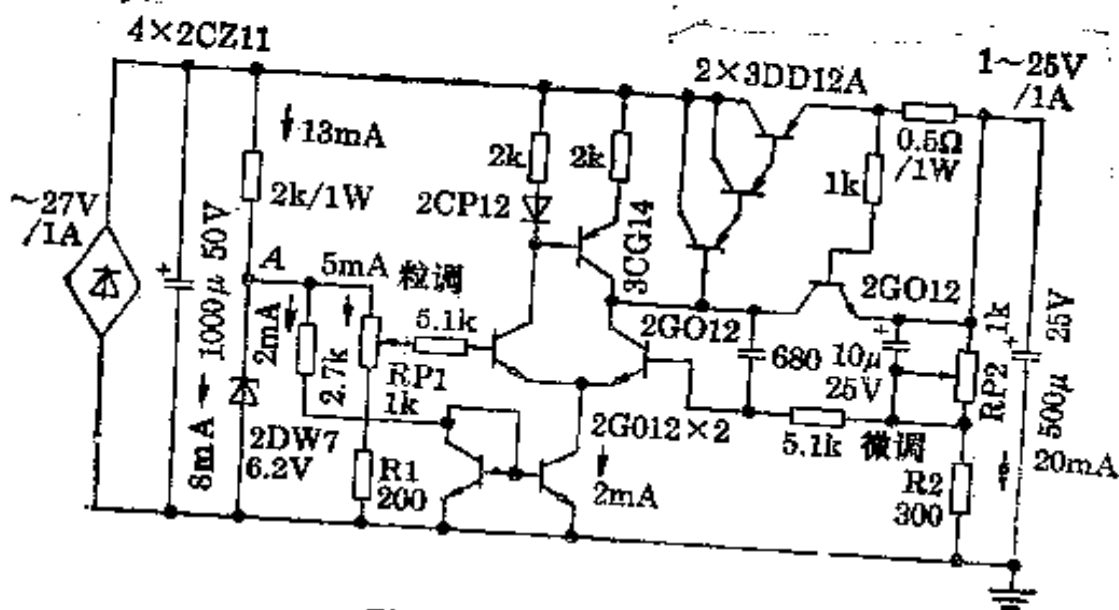 4×2CZ11
2×3DD12A
1~25V
/1A
13mA
2k
2k
0.5Ω
/1W
1k
~27V
/1A
2k/1W
2CP12
3CG14
A
5mA
粒调
2GO12
1000μ 50V
2mA
2.7k
5.1k
RP1
1k
2GO12
680
10μ
25V
RP2 1k
500μ 25V
8mA
2DW7
6.2V
R1
200
2G012×2
2mA
5.1k
微调
R2
300
20mA